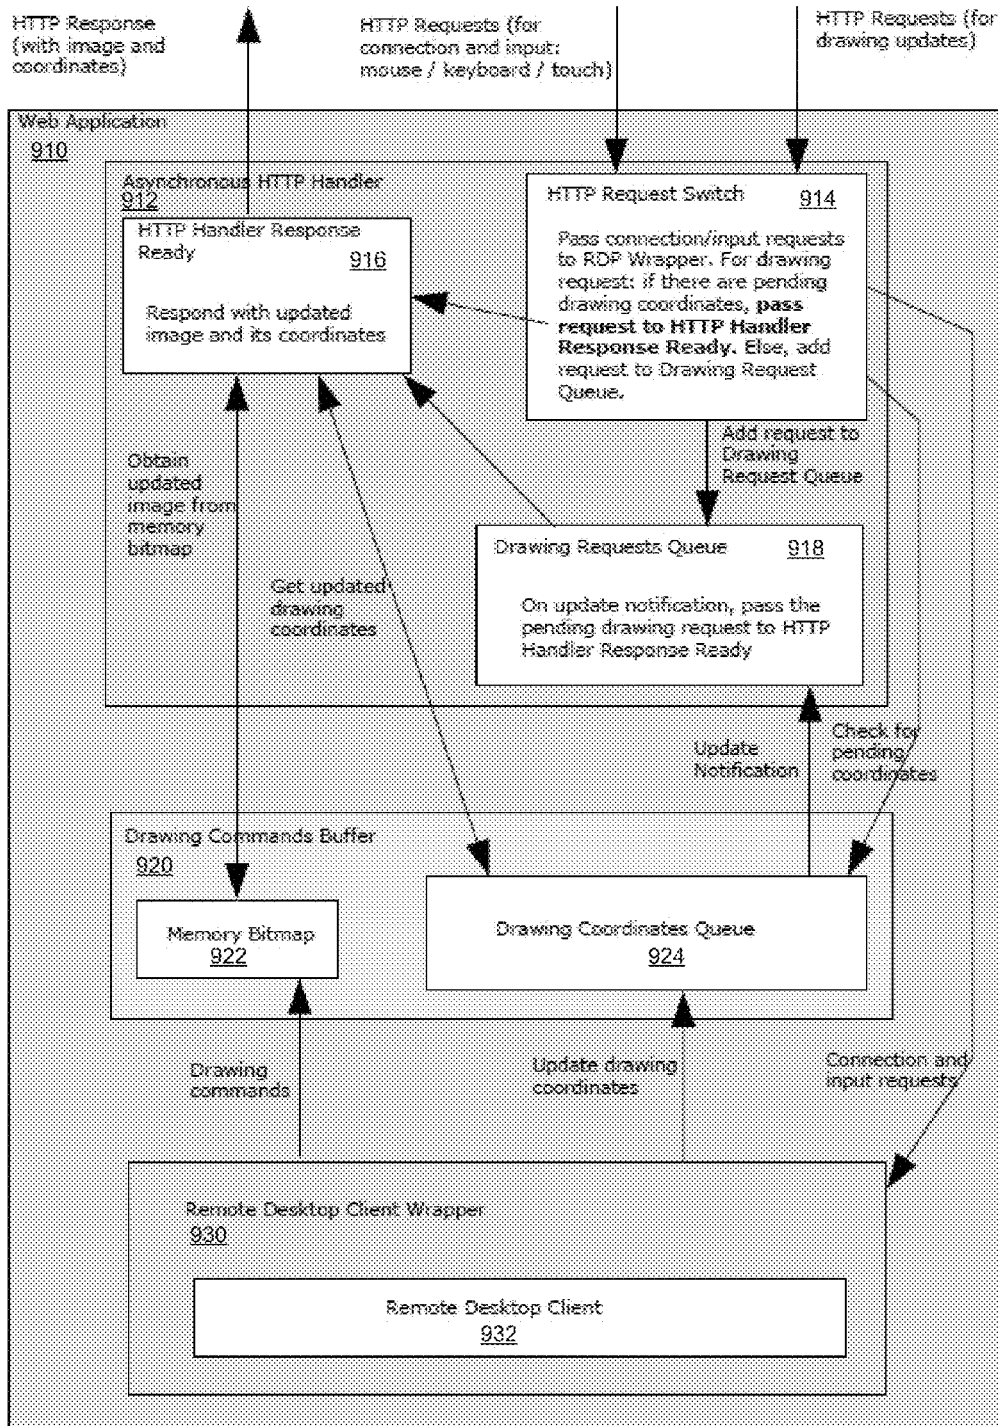 HTTP Response
(with image and
coordinates)
HTTP Requests (for
connection and input:
mouse / keyboard / touch)
HTTP Requests (for
drawing updates)
Web Application
910
Asynchronous HTTP Handler
912
HTTP Handler Response
Ready
916
Respond with updated
image and its coordinates
HTTP Request Switch
914
Pass connection/input requests
to RDP Wrapper. For drawing
request: if there are pending
drawing coordinates, pass
request to HTTP Handler
Response Ready. Else, add
request to Drawing Request
Queue.
Add request to
Drawing
Request Queue
Obtain
updated
image from
memory
bitmap
Drawing Requests Queue
918
On update notification, pass the
pending drawing request to HTTP
Handler Response Ready
Get updated
drawing
coordinates
Update
Notification
Check for
pending
coordinates
Drawing Commands Buffer
920
Memory Bitmap
922
Drawing Coordinates Queue
924
Drawing
commands
Update drawing
coordinates
Connection and
input requests
Remote Desktop Client Wrapper
930
Remote Desktop Client
932